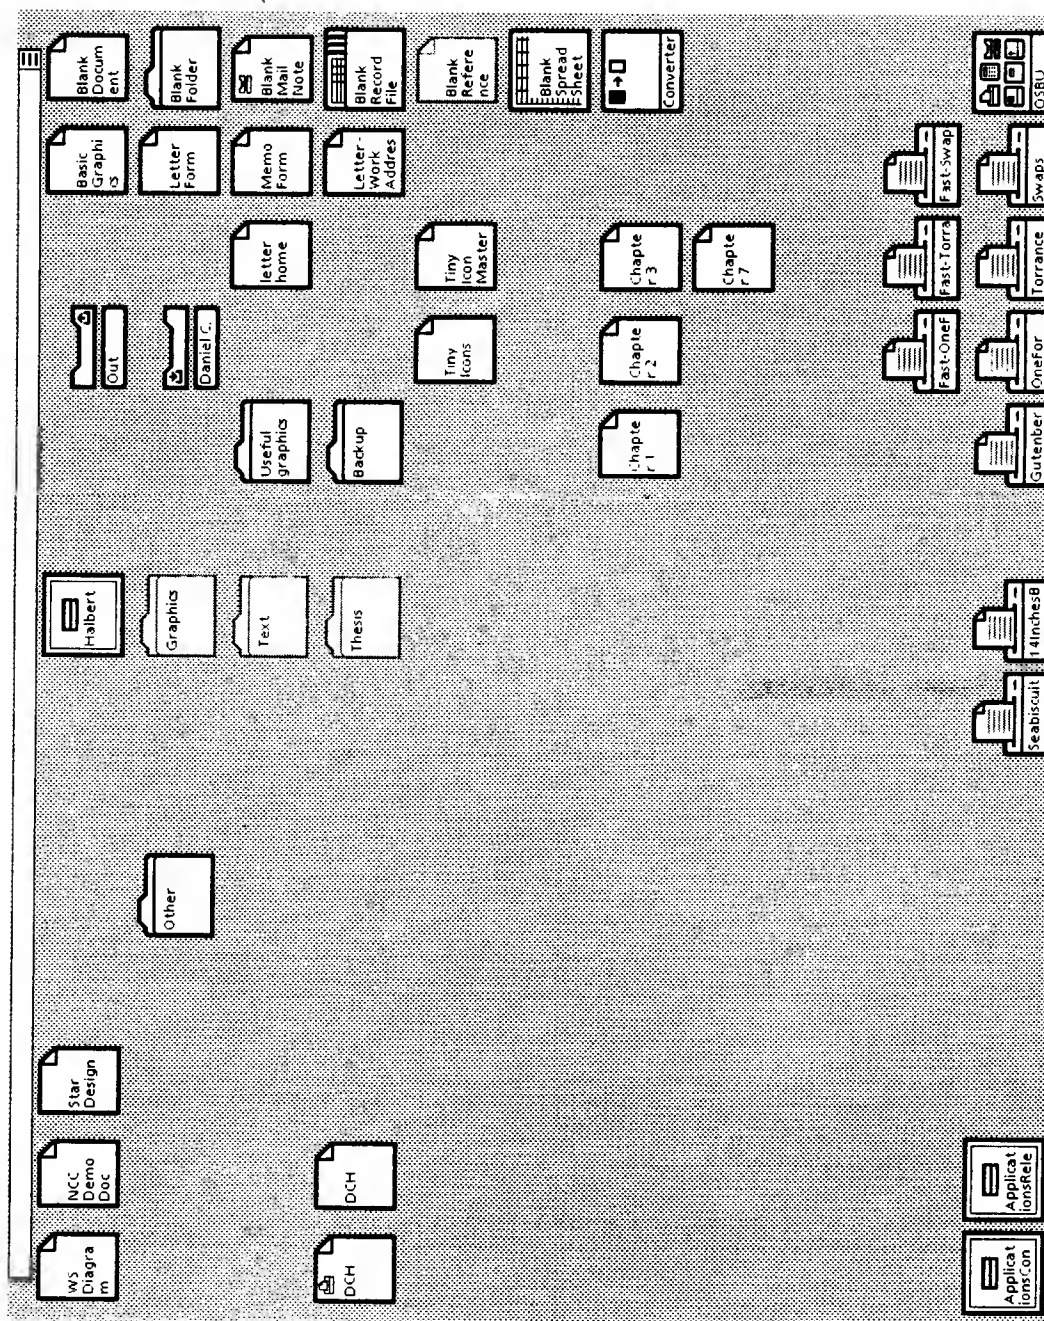 WS
Diagra
m
NCC
Demo
Doc
Star
Design
Halbert
Out
Basic
Graphi
cs
Blank
Docum
ent
Other
Graphics
Daniel C.
Letter
Form
Blank
Folder
Text
Useful
graphics
letter
home
Memo
Form
Blank
Mail
Note
DCH
DCH
Thesis
Backup
Letter -
Work
Addres
Blank
Record
File
Tiny
Icons
Tiny
Icon
Master
Blank
Refere
nce
Blank
Spread
Sheet
Chapte
r 1
Chapte
r 2
Chapte
r 3
Converter
Chapte
r 7
Fast-OneF
Fast-Torra
Fast-Swap
Applicat
ionsCon
Applicat
ionsRele
Seabiscuit
14Inches8
Gutenber
OneFor
Torrance
Swaps
OSBU